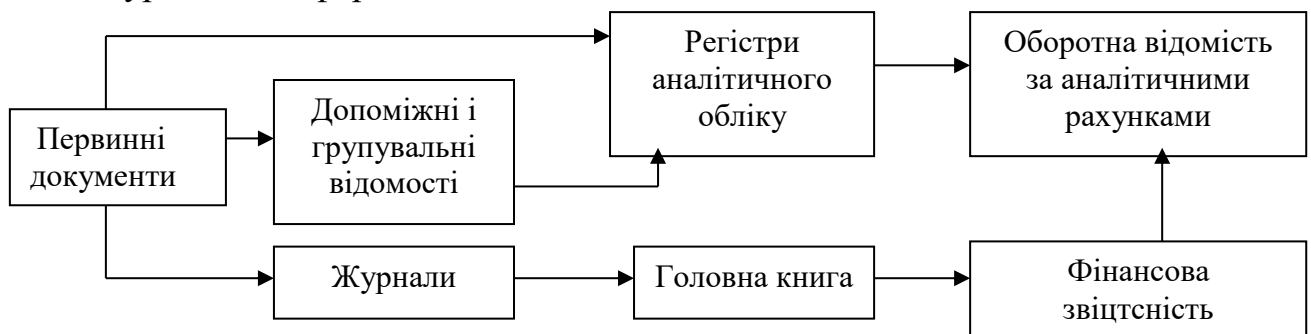 Первинні
документи
Допоміжні і
групувальні
відомості
Журнали
Регістри
аналітичного
обліку
Головна книга
Оборотна відомість
за аналітичними
рахунками
Фінансова
звіцтсність